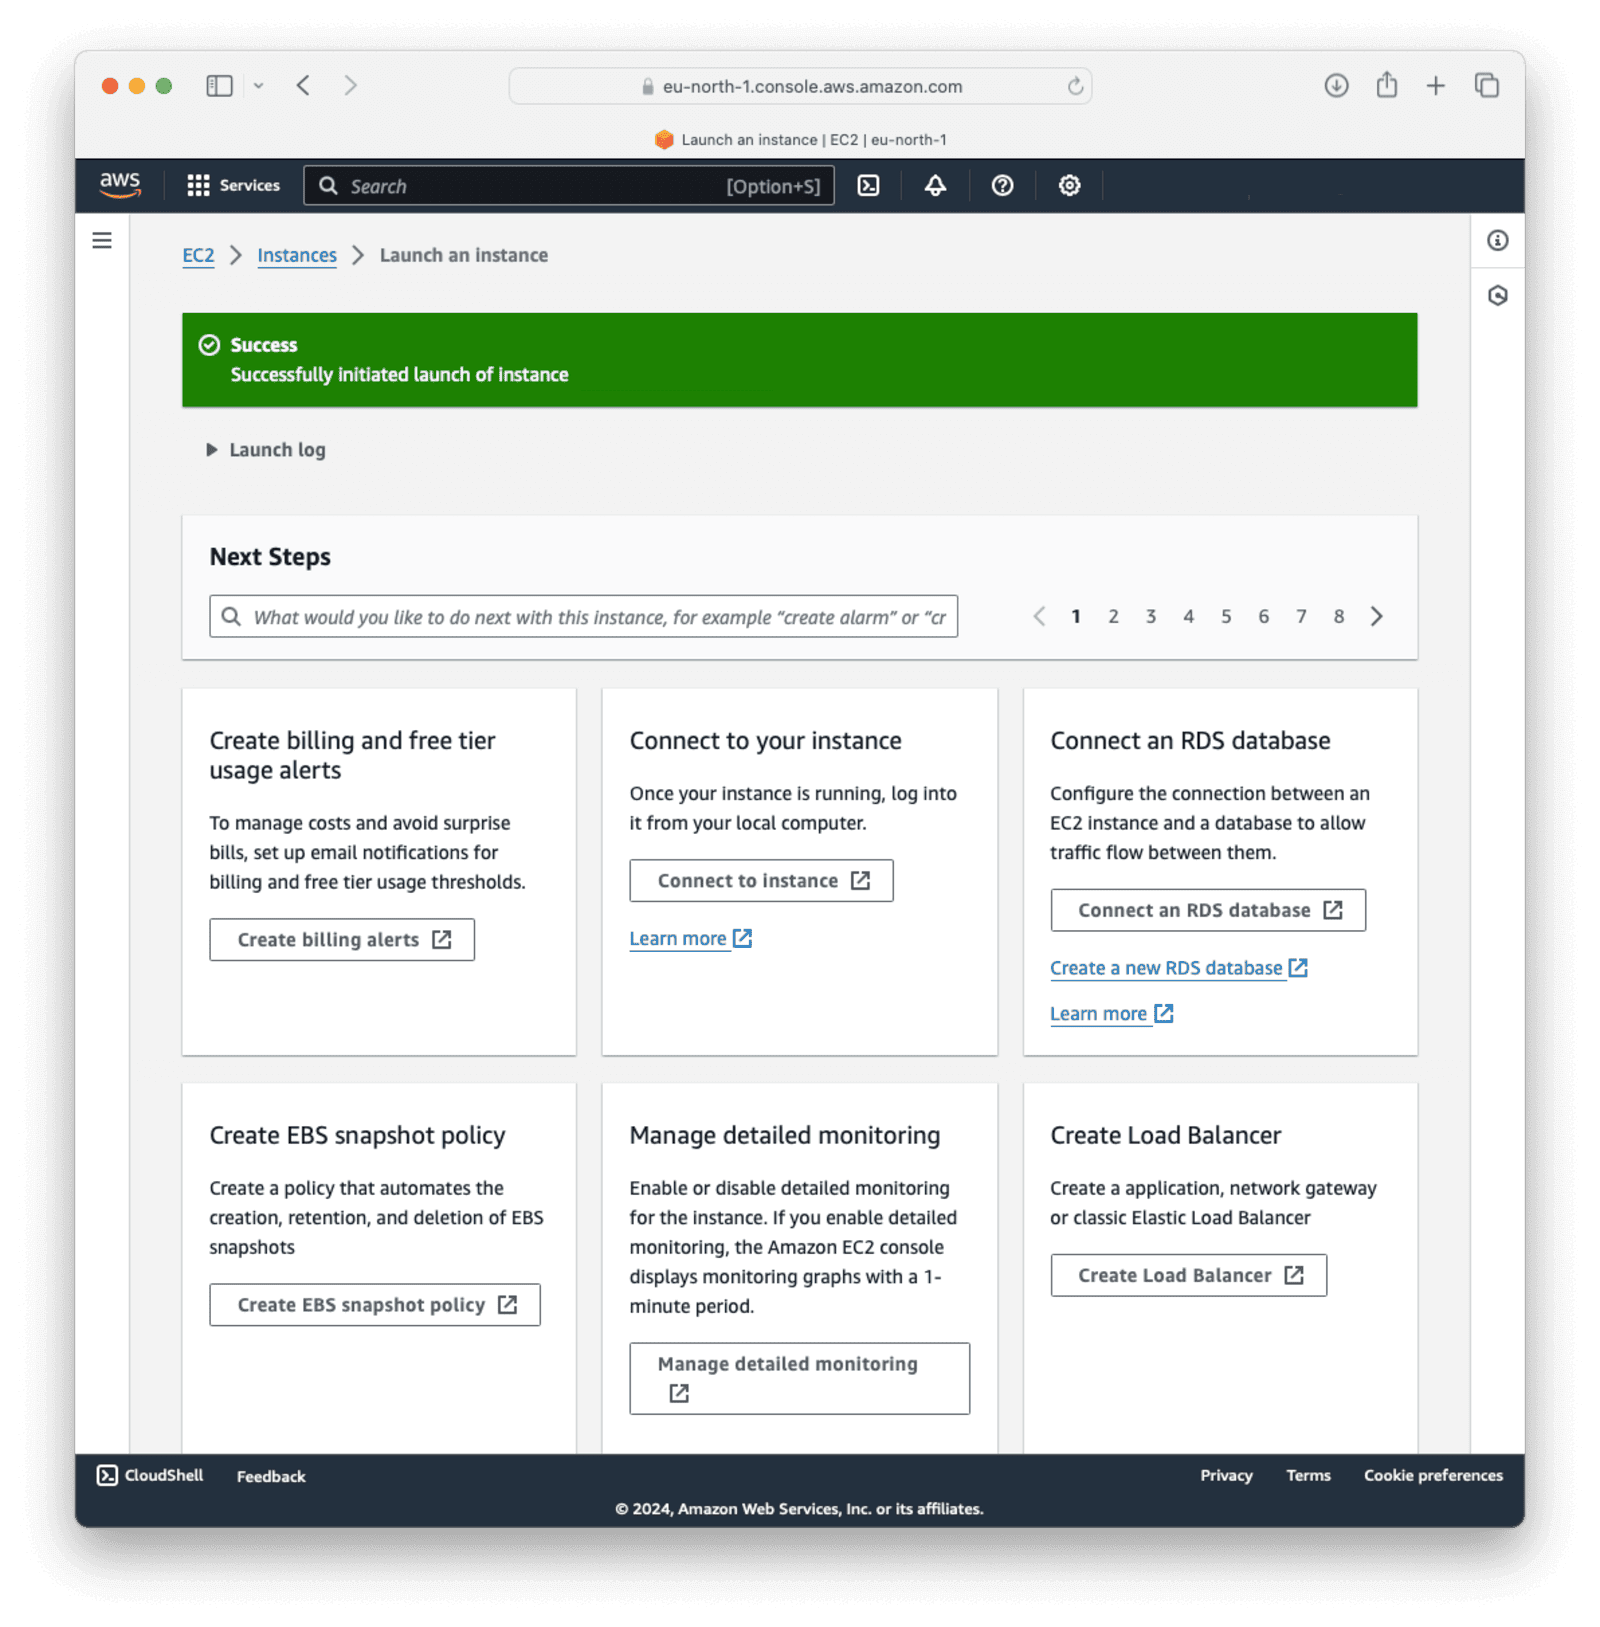 eu-north-1.console.aws.amazon.com
Launch an instance | EC2 | eu-north-1
aws
Services
Search
[Option+S]
EC2
Instances
Launch an instance
Success
Successfully initiated launch of instance
Launch log
Next Steps
What would you like to do next with this instance, for example “create alarm” or “cr
1 2 3 4 5 6 7 8
Create billing and free tier
usage alerts
To manage costs and avoid surprise
bills, set up email notifications for
billing and free tier usage thresholds.
Create billing alerts
Connect to your instance
Once your instance is running, log into
it from your local computer.
Connect to instance
Learn more
Connect an RDS database
Configure the connection between an
EC2 instance and a database to allow
traffic flow between them.
Connect an RDS database
Create a new RDS database
Learn more
Create EBS snapshot policy
Create a policy that automates the
creation, retention, and deletion of EBS
snapshots
Create EBS snapshot policy
Manage detailed monitoring
Enable or disable detailed monitoring
for the instance. If you enable detailed
monitoring, the Amazon EC2 console
displays monitoring graphs with a 1-
minute period.
Manage detailed monitoring
Create Load Balancer
Create a application, network gateway
or classic Elastic Load Balancer
Create Load Balancer
CloudShell
Feedback
Privacy
Terms
Cookie preferences
© 2024, Amazon Web Services, Inc. or its affiliates.